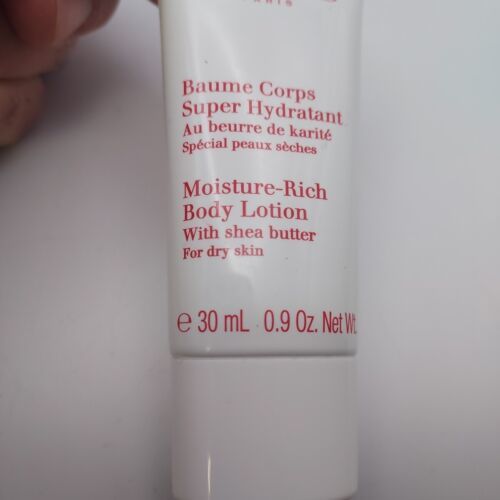 PARIS
Baume Corps
Super Hydratant
Au beurre de karité
Spécial peaux sèches
Moisture-Rich
Body Lotion
With shea butter
For dry skin
℮ 30 mL 0.9 Oz. Net Wt.